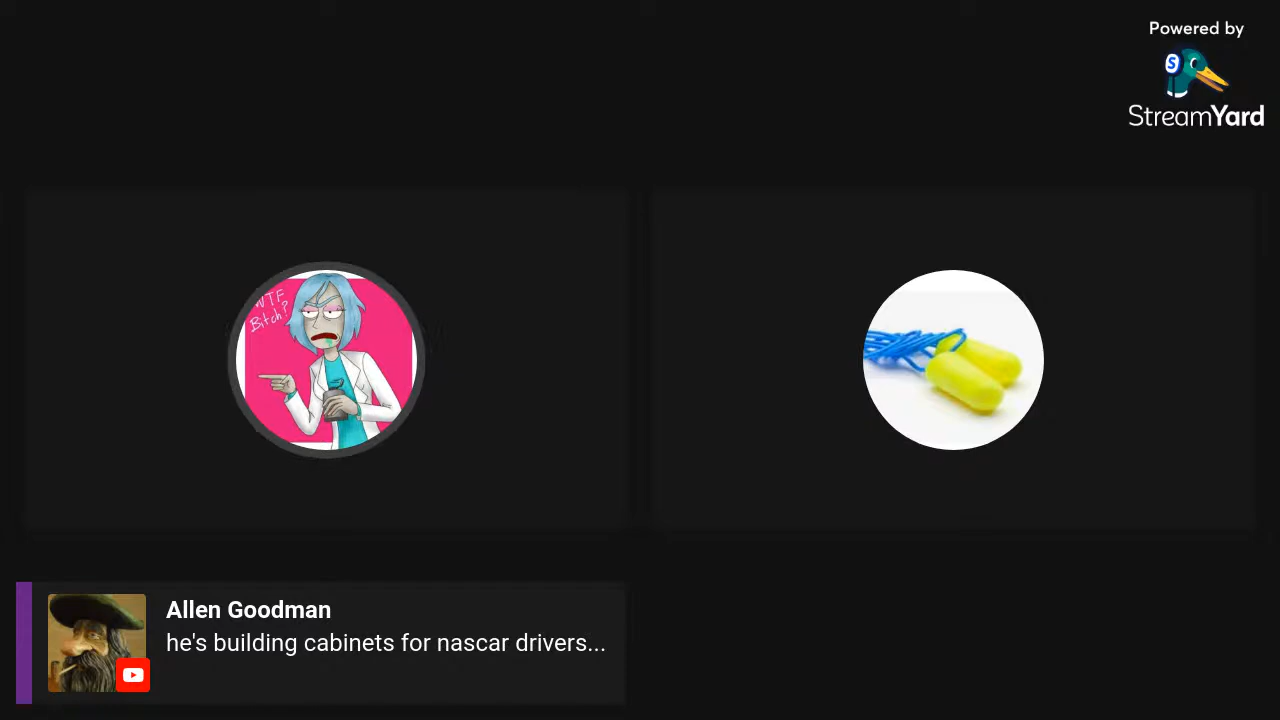 Powered by
S
StreamYard
WTF
Bitch?
Allen Goodman
he's building cabinets for nascar drivers...